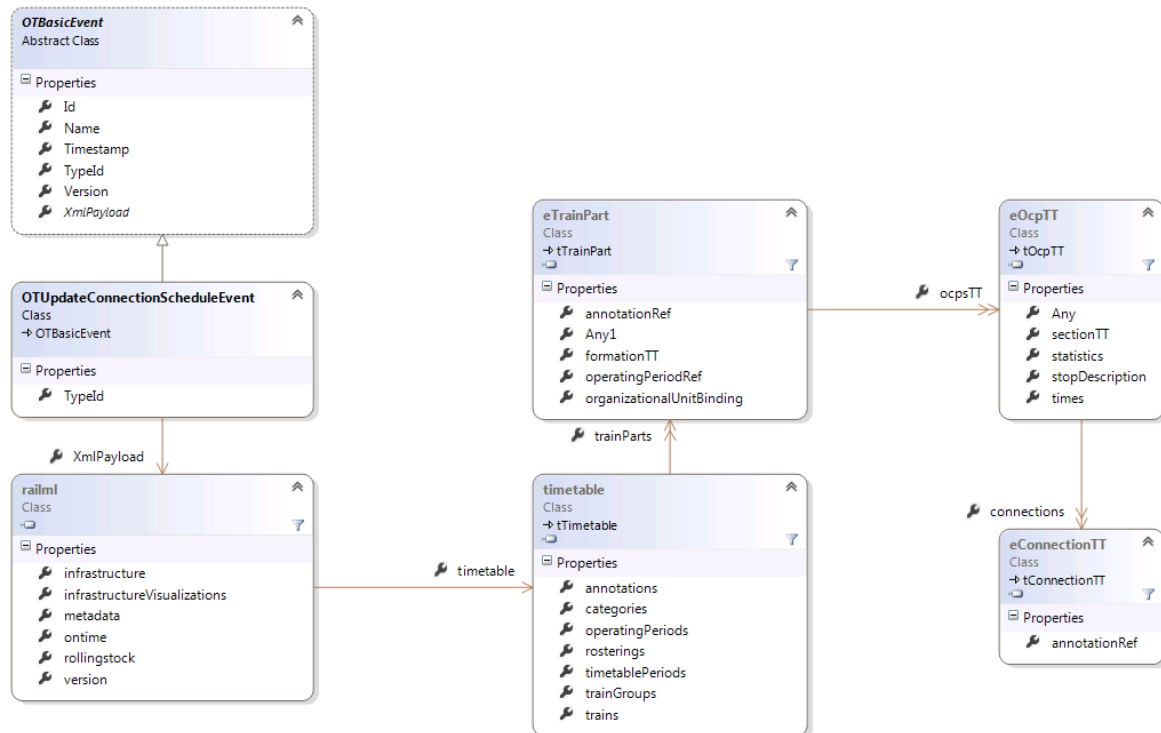 OTBasicEvent
Abstract Class
Properties
Id
Name
Timestamp
TypeId
Version
XmlPayload
OTUpdateConnectionScheduleEvent
Class
OTBasicEvent
Properties
TypeId
XmlPayload
railml
Class
Properties
infrastructure
infrastructureVisualizations
metadata
ontime
rollingstock
version
timetable
timetable
Class
tTimetable
Properties
annotations
categories
operatingPeriods
rosterings
timetablePeriods
trainGroups
trains
trainParts
eTrainPart
Class
tTrainPart
Properties
annotationRef
Any1
formationTT
operatingPeriodRef
organizationalUnitBinding
ocpsTT
eOcpTT
Class
tOcpTT
Properties
Any
sectionTT
statistics
stopDescription
times
connections
eConnectionTT
Class
tConnectionTT
Properties
annotationRef